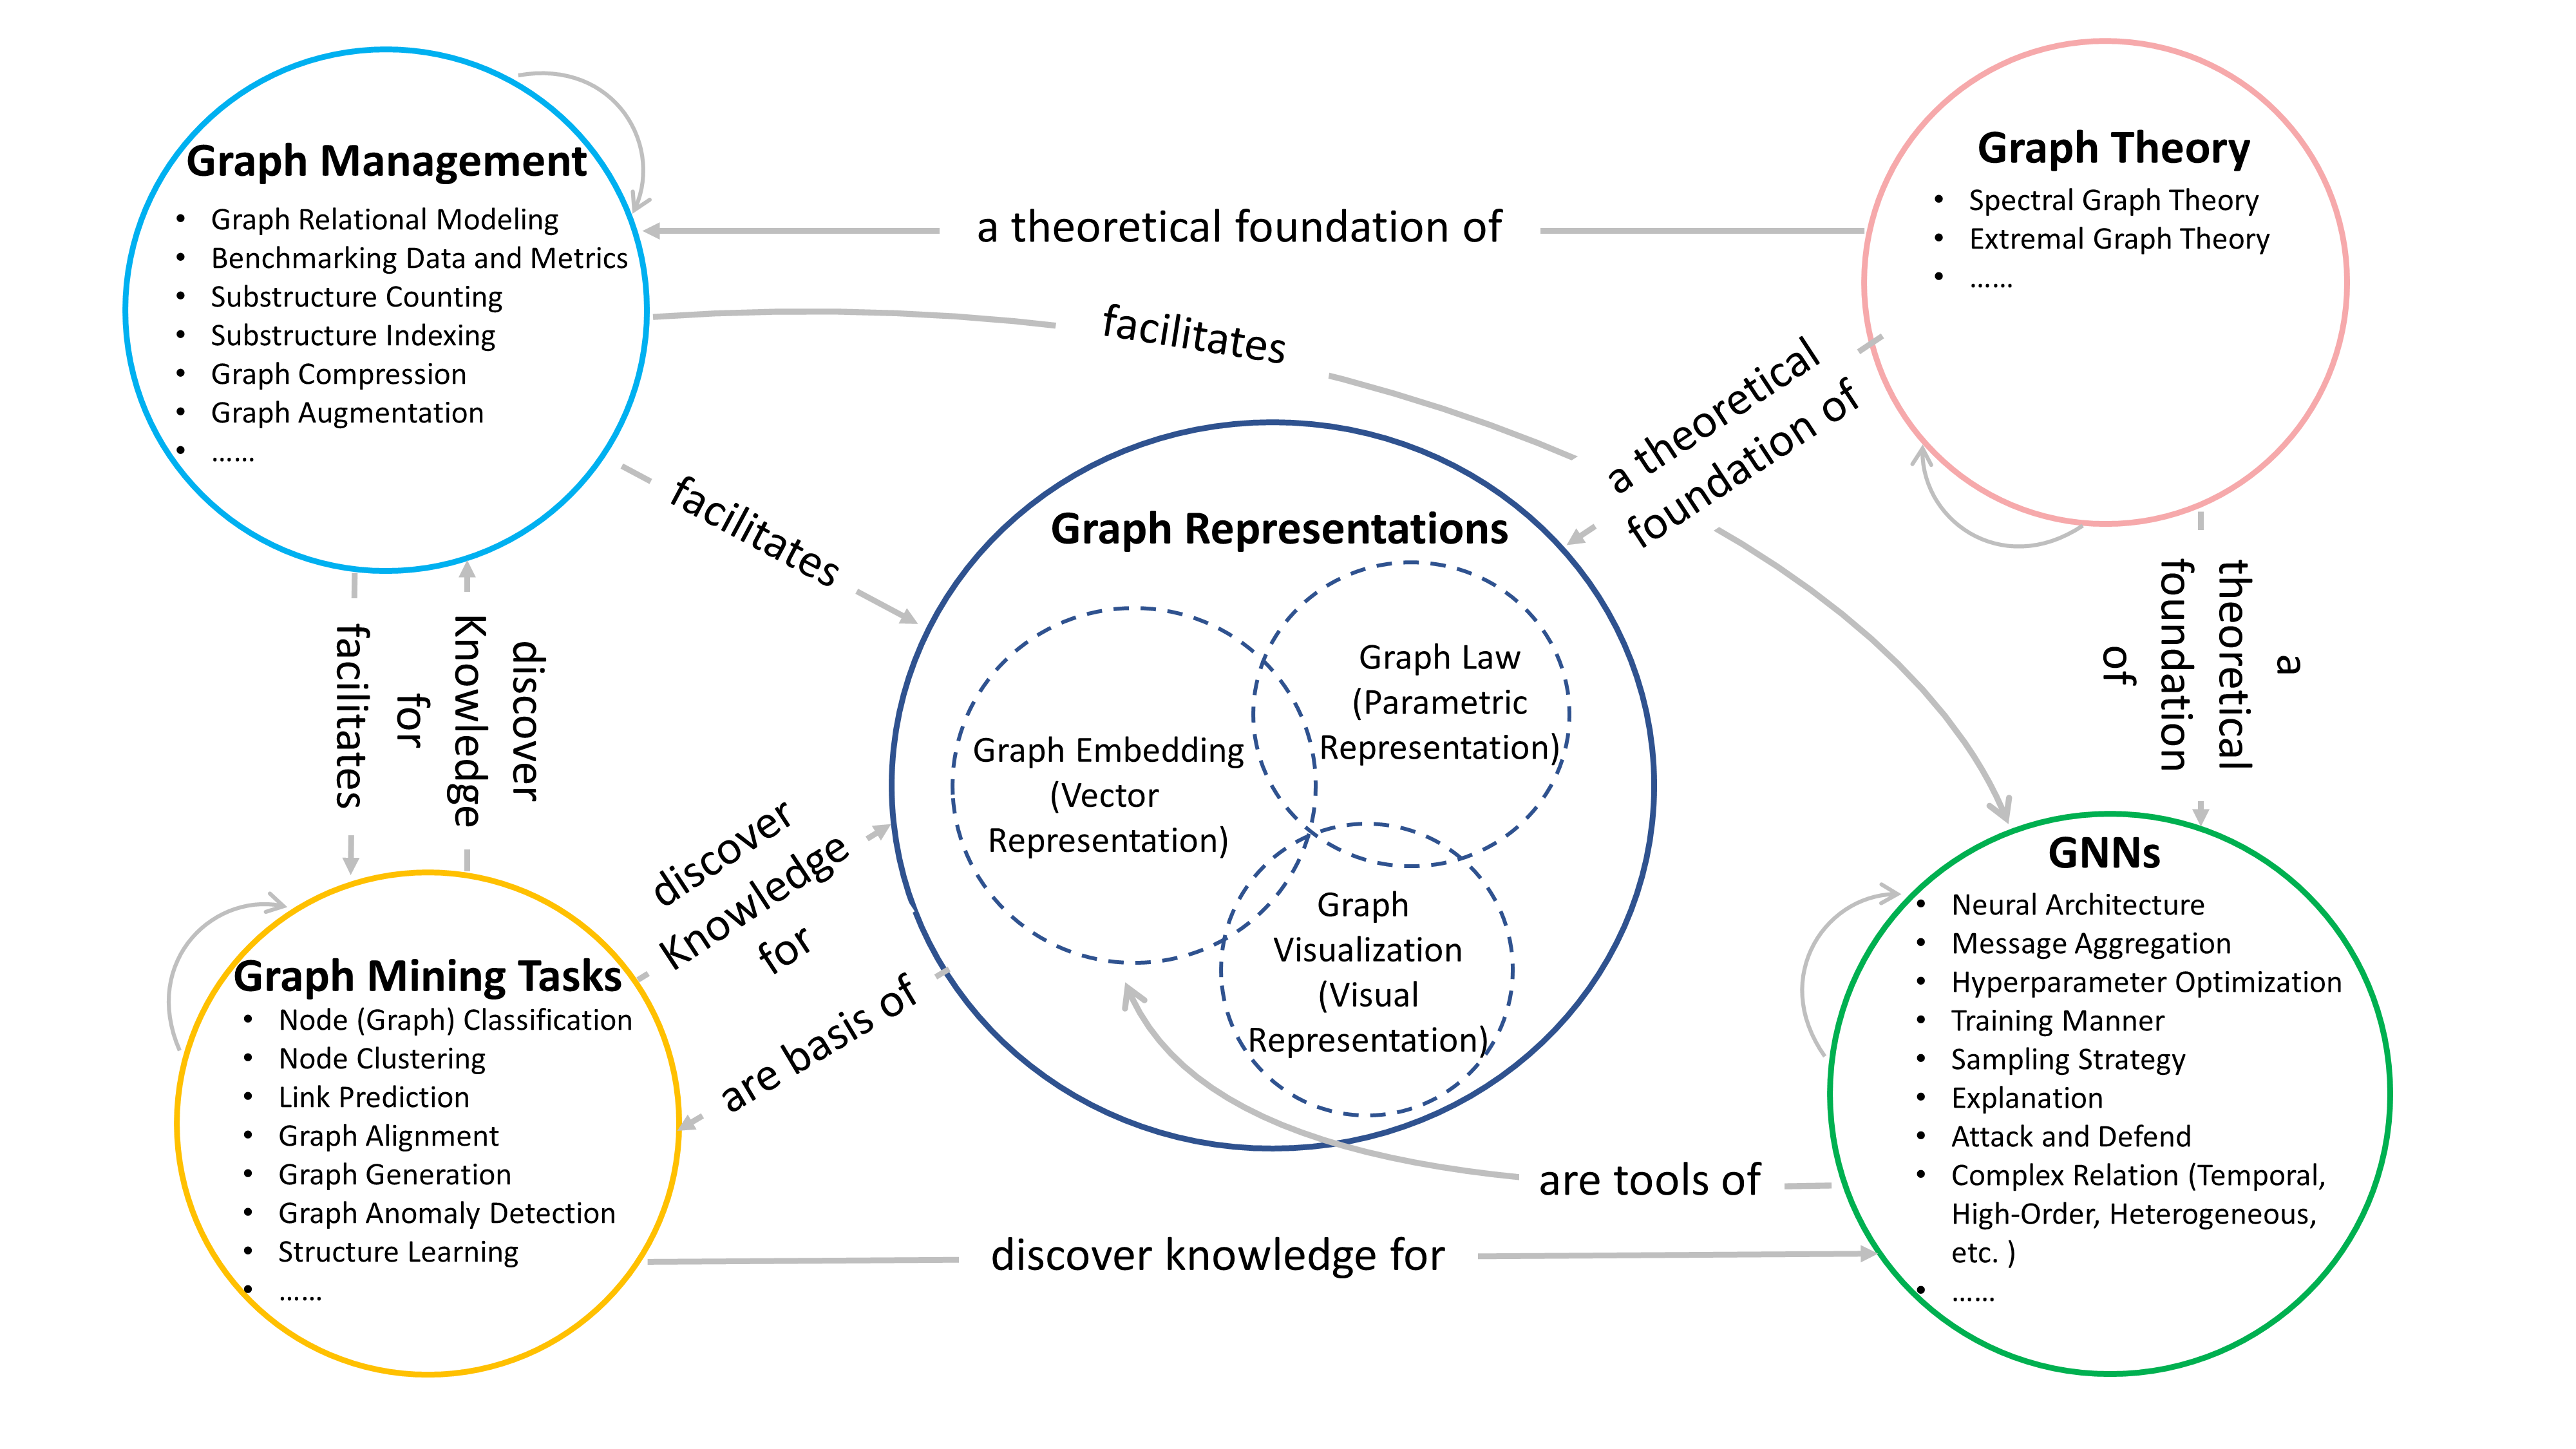 Graph Management
• Graph Relational Modeling
• Benchmarking Data and Metrics
• Substructure Counting
• Substructure Indexing
• Graph Compression
• Graph Augmentation
• ......
Graph Theory
• Spectral Graph Theory
• Extremal Graph Theory
• ......
a theoretical foundation of
facilitates
a theoretical
foundation of
facilitates
facilitates
discover
Knowledge
for
a
theoretical
foundation
of
Graph Representations
Graph Embedding
(Vector
Representation)
Graph Law
(Parametric
Representation)
Graph
Visualization
(Visual
Representation)
discover
Knowledge
for
are basis of
are tools of
discover knowledge for
Graph Mining Tasks
• Node (Graph) Classification
• Node Clustering
• Link Prediction
• Graph Alignment
• Graph Generation
• Graph Anomaly Detection
• Structure Learning
• ......
GNNs
• Neural Architecture
• Message Aggregation
• Hyperparameter Optimization
• Training Manner
• Sampling Strategy
• Explanation
• Attack and Defend
• Complex Relation (Temporal,
High-Order, Heterogeneous,
etc. )
• ......